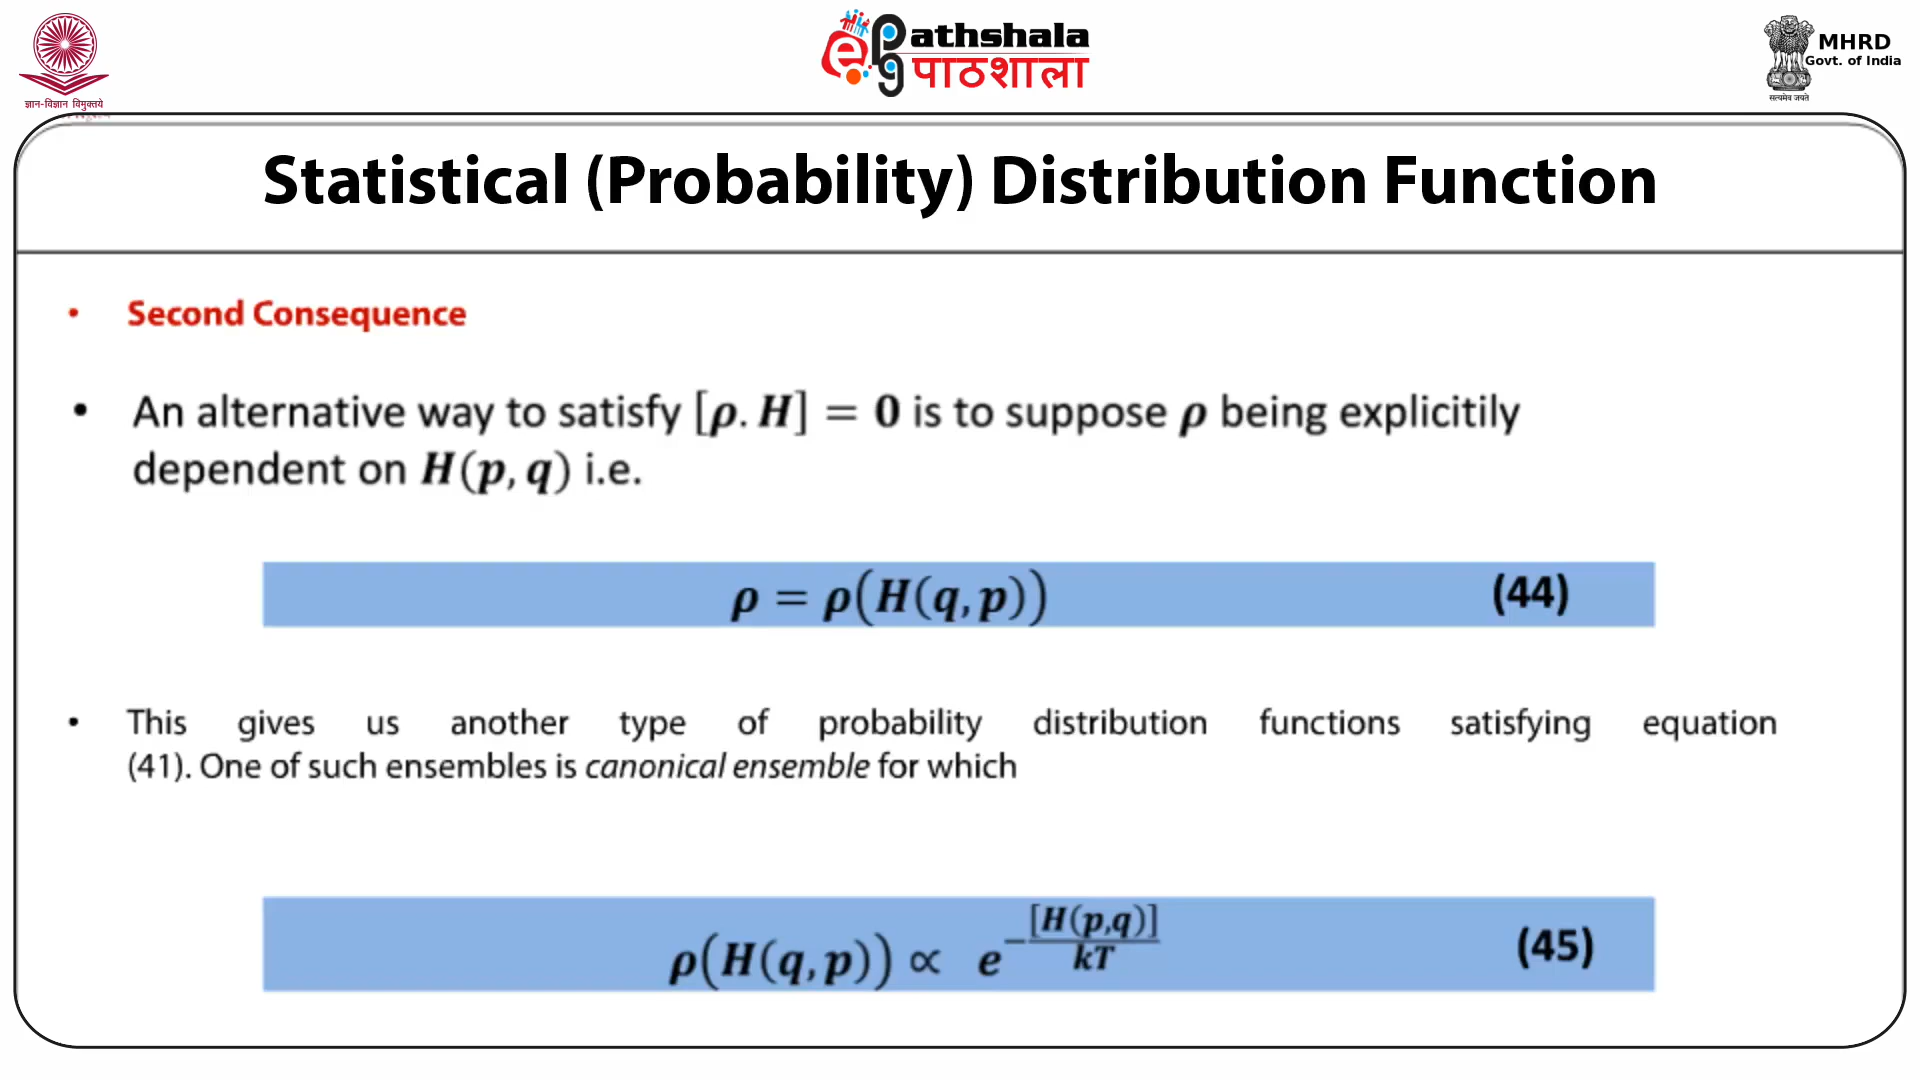 ज्ञान-विज्ञान विमुक्तये
ePathshala
पाठशाला
सत्यमेव जयते
MHRD
Govt. of India
Statistical (Probability) Distribution Function
• Second Consequence
• An alternative way to satisfy [ρ. H] = 0 is to suppose ρ being explicitily
dependent on H(p, q) i.e.
ρ = ρ(H(q, p)) (44)
• This gives us another type of probability distribution functions satisfying equation
(41). One of such ensembles is canonical ensemble for which
ρ(H(q, p)) ∝ e^{-[H(p,q)]/kT} (45)